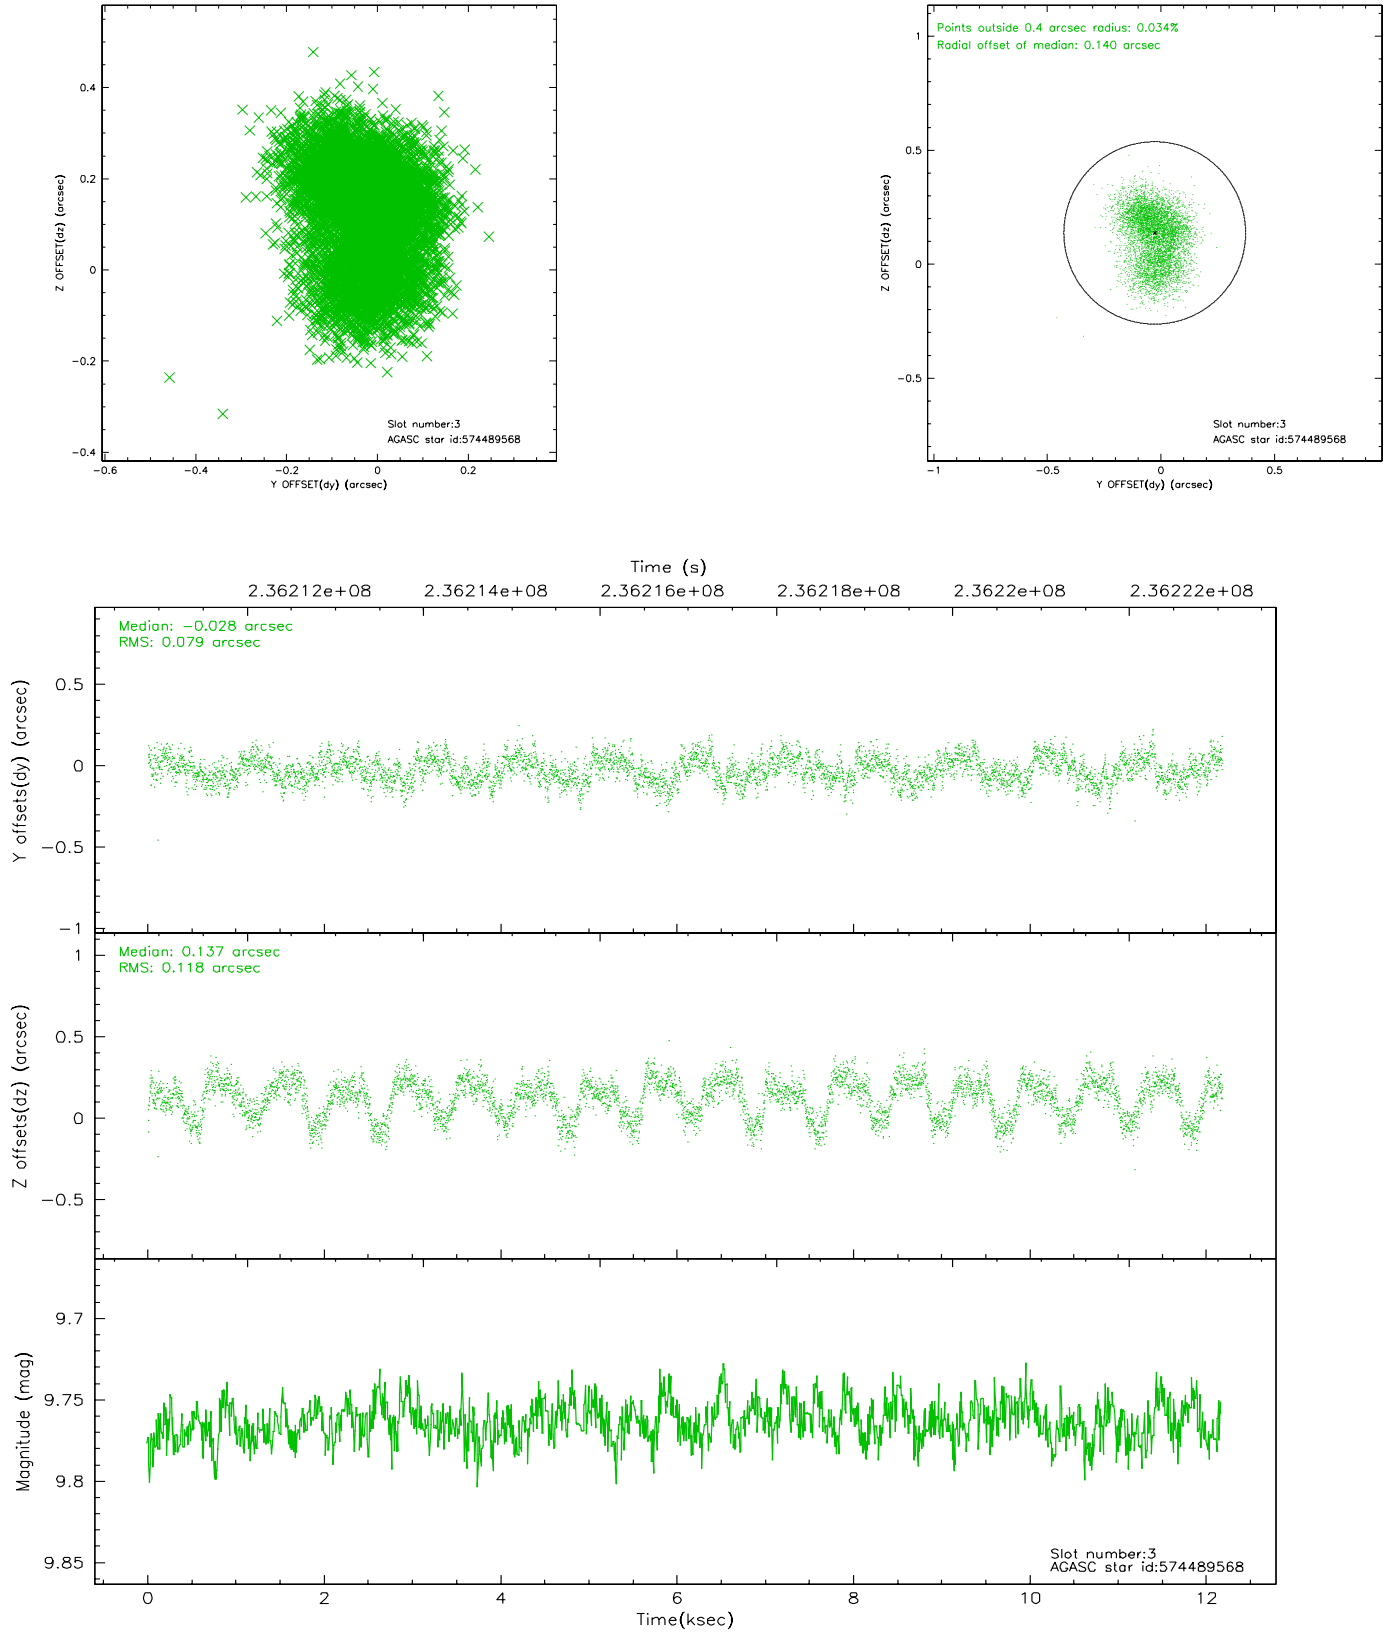 0.4
0.2
0
−0.2
−0.4
Z OFFSET(dz) (arcsec)
−0.6
−0.4
−0.2
0
0.2
Y OFFSET(dy) (arcsec)
Slot number:3
AGASC star id:574489568
Points outside 0.4 arcsec radius: 0.034%
Radial offset of median: 0.140 arcsec
1
0.5
0
−0.5
Z OFFSET(dz) (arcsec)
−1
−0.5
0
0.5
Y OFFSET(dy) (arcsec)
Slot number:3
AGASC star id:574489568
Time (s)
2.36212e+08
2.36214e+08
2.36216e+08
2.36218e+08
2.3622e+08
2.36222e+08
Median: −0.028 arcsec
RMS: 0.079 arcsec
0.5
0
−0.5
−1
Y offsets(dy) (arcsec)
Median: 0.137 arcsec
RMS: 0.118 arcsec
1
0.5
0
−0.5
Z offsets(dz) (arcsec)
9.7
9.75
9.8
9.85
Magnitude (mag)
Slot number:3
AGASC star id:574489568
0
2
4
6
8
10
12
Time(ksec)